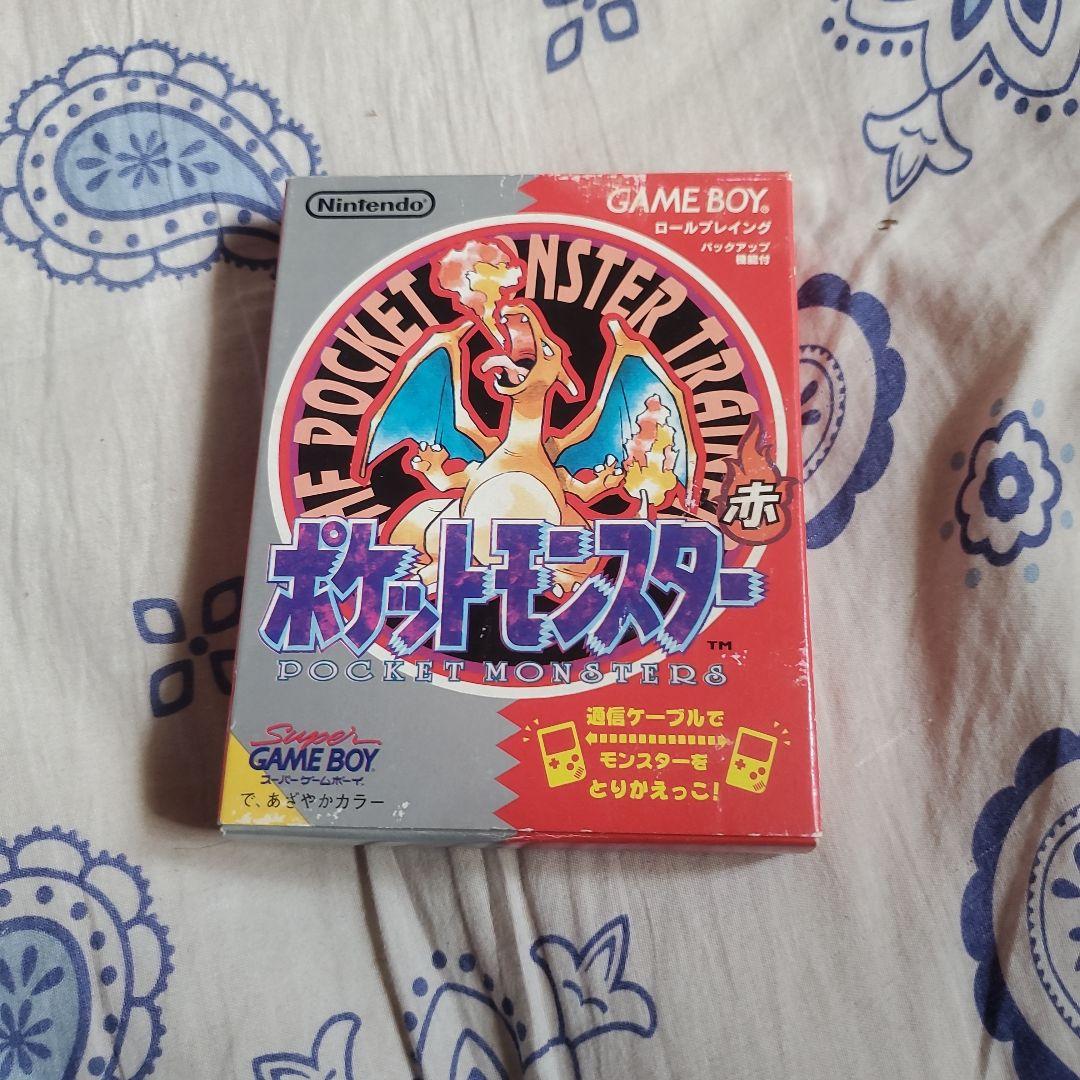 Nintendo
GAME BOY
ロールプレイング
バックアップ
機能付
POCKET MONSTER
赤
ポケットモンスター
TM
POCKET MONSTERS
通信ケーブルで
モンスターを
とりかえっこ!
Super
GAME BOY
スーパーゲームボーイ
で、あざやかカラー